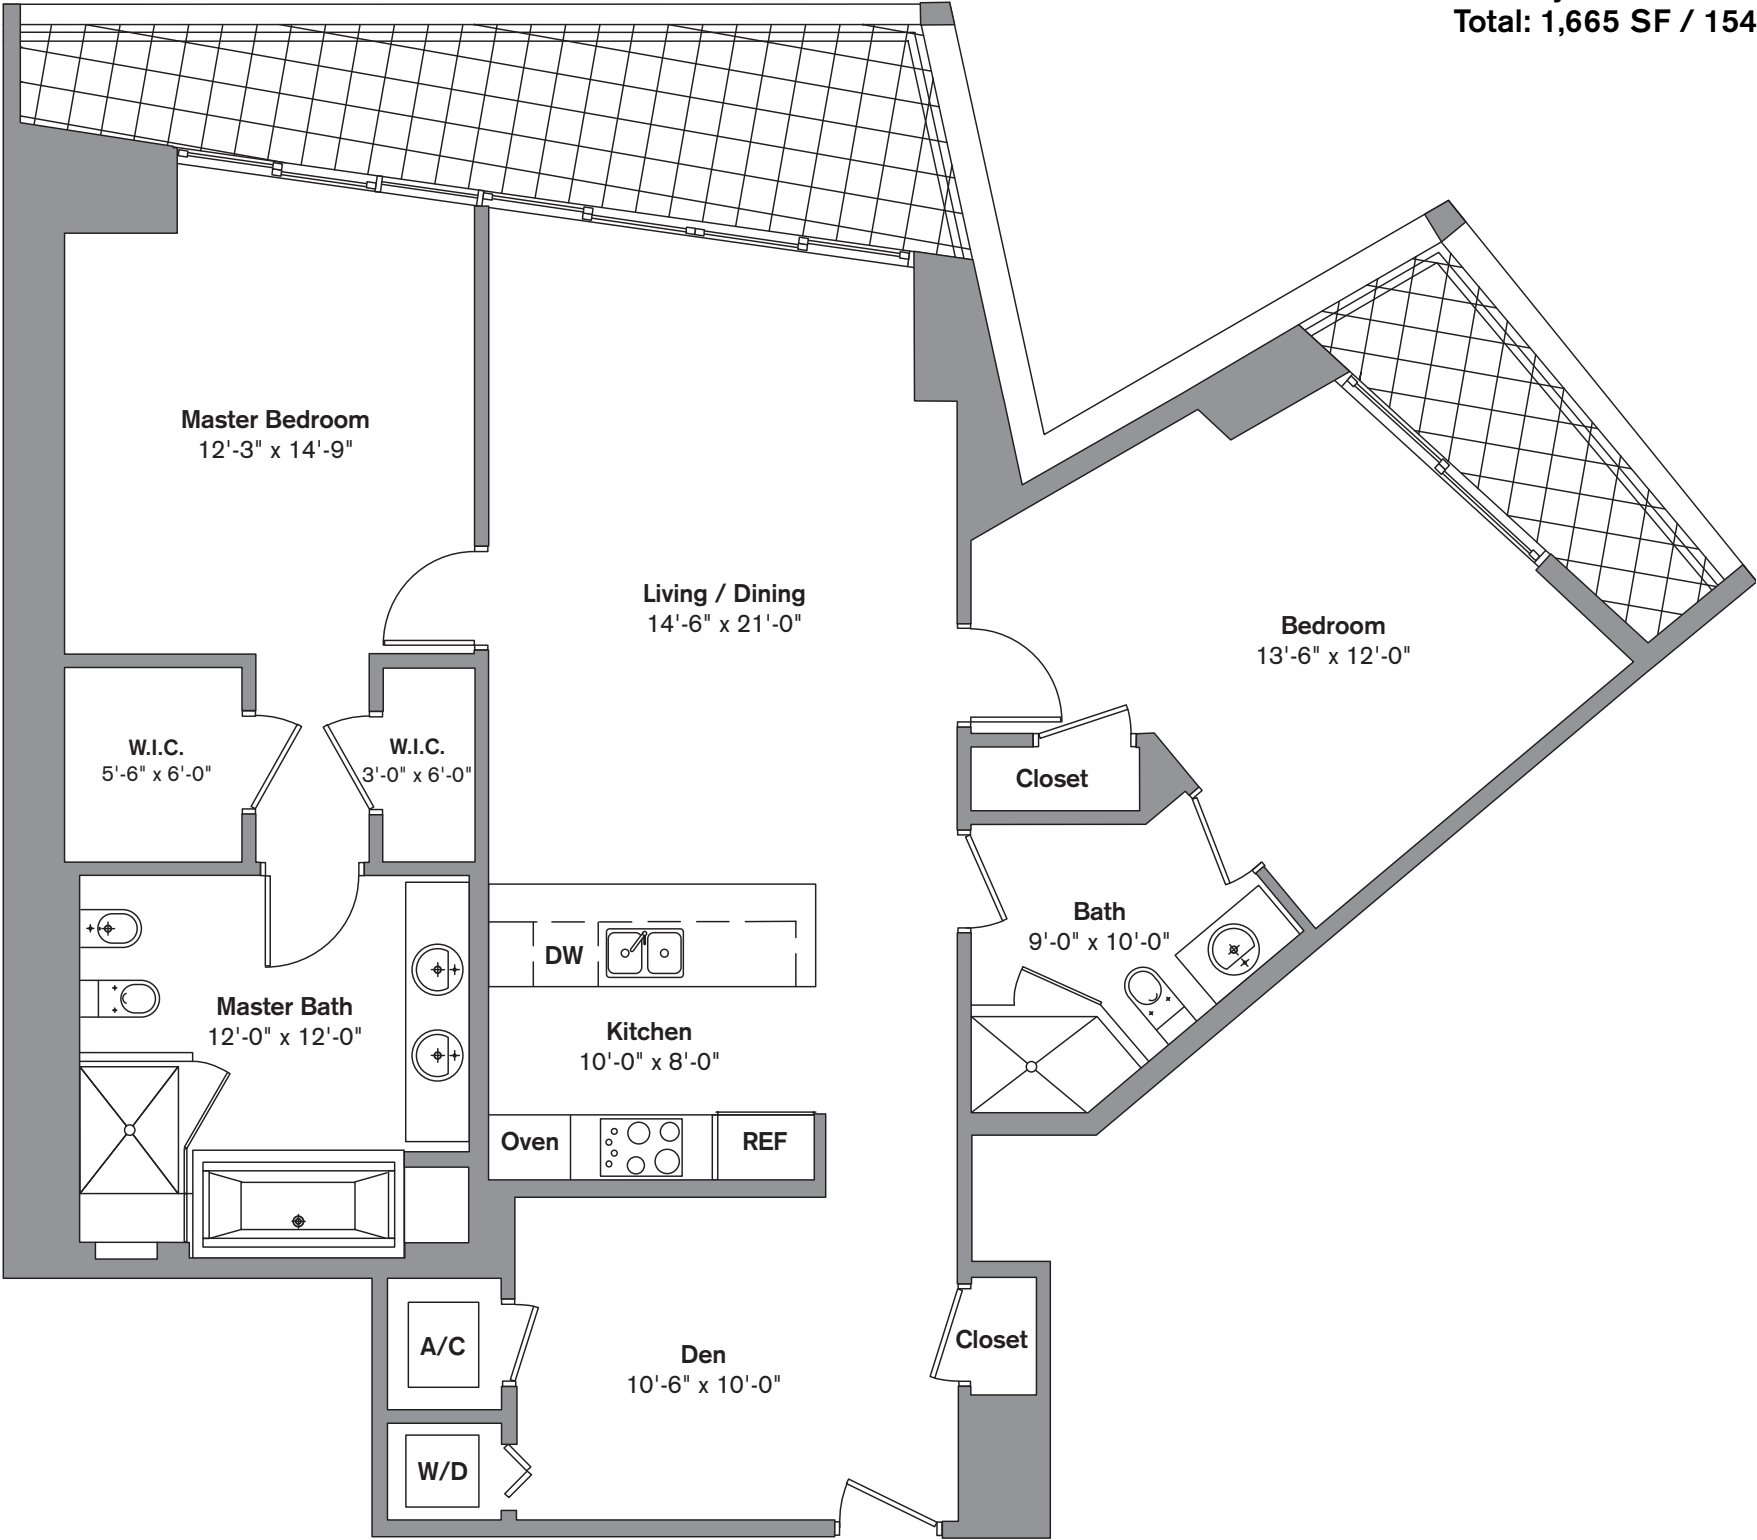 Total: 1,665 SF / 154
Master Bedroom
12'-3" x 14'-9"
Living / Dining
14'-6" x 21'-0"
Bedroom
13'-6" x 12'-0"
W.I.C.
5'-6" x 6'-0"
W.I.C.
3'-0" x 6'-0"
Closet
Bath
9'-0" x 10'-0"
DW
Master Bath
12'-0" x 12'-0"
Kitchen
10'-0" x 8'-0"
Oven
REF
A/C
Den
10'-6" x 10'-0"
Closet
W/D